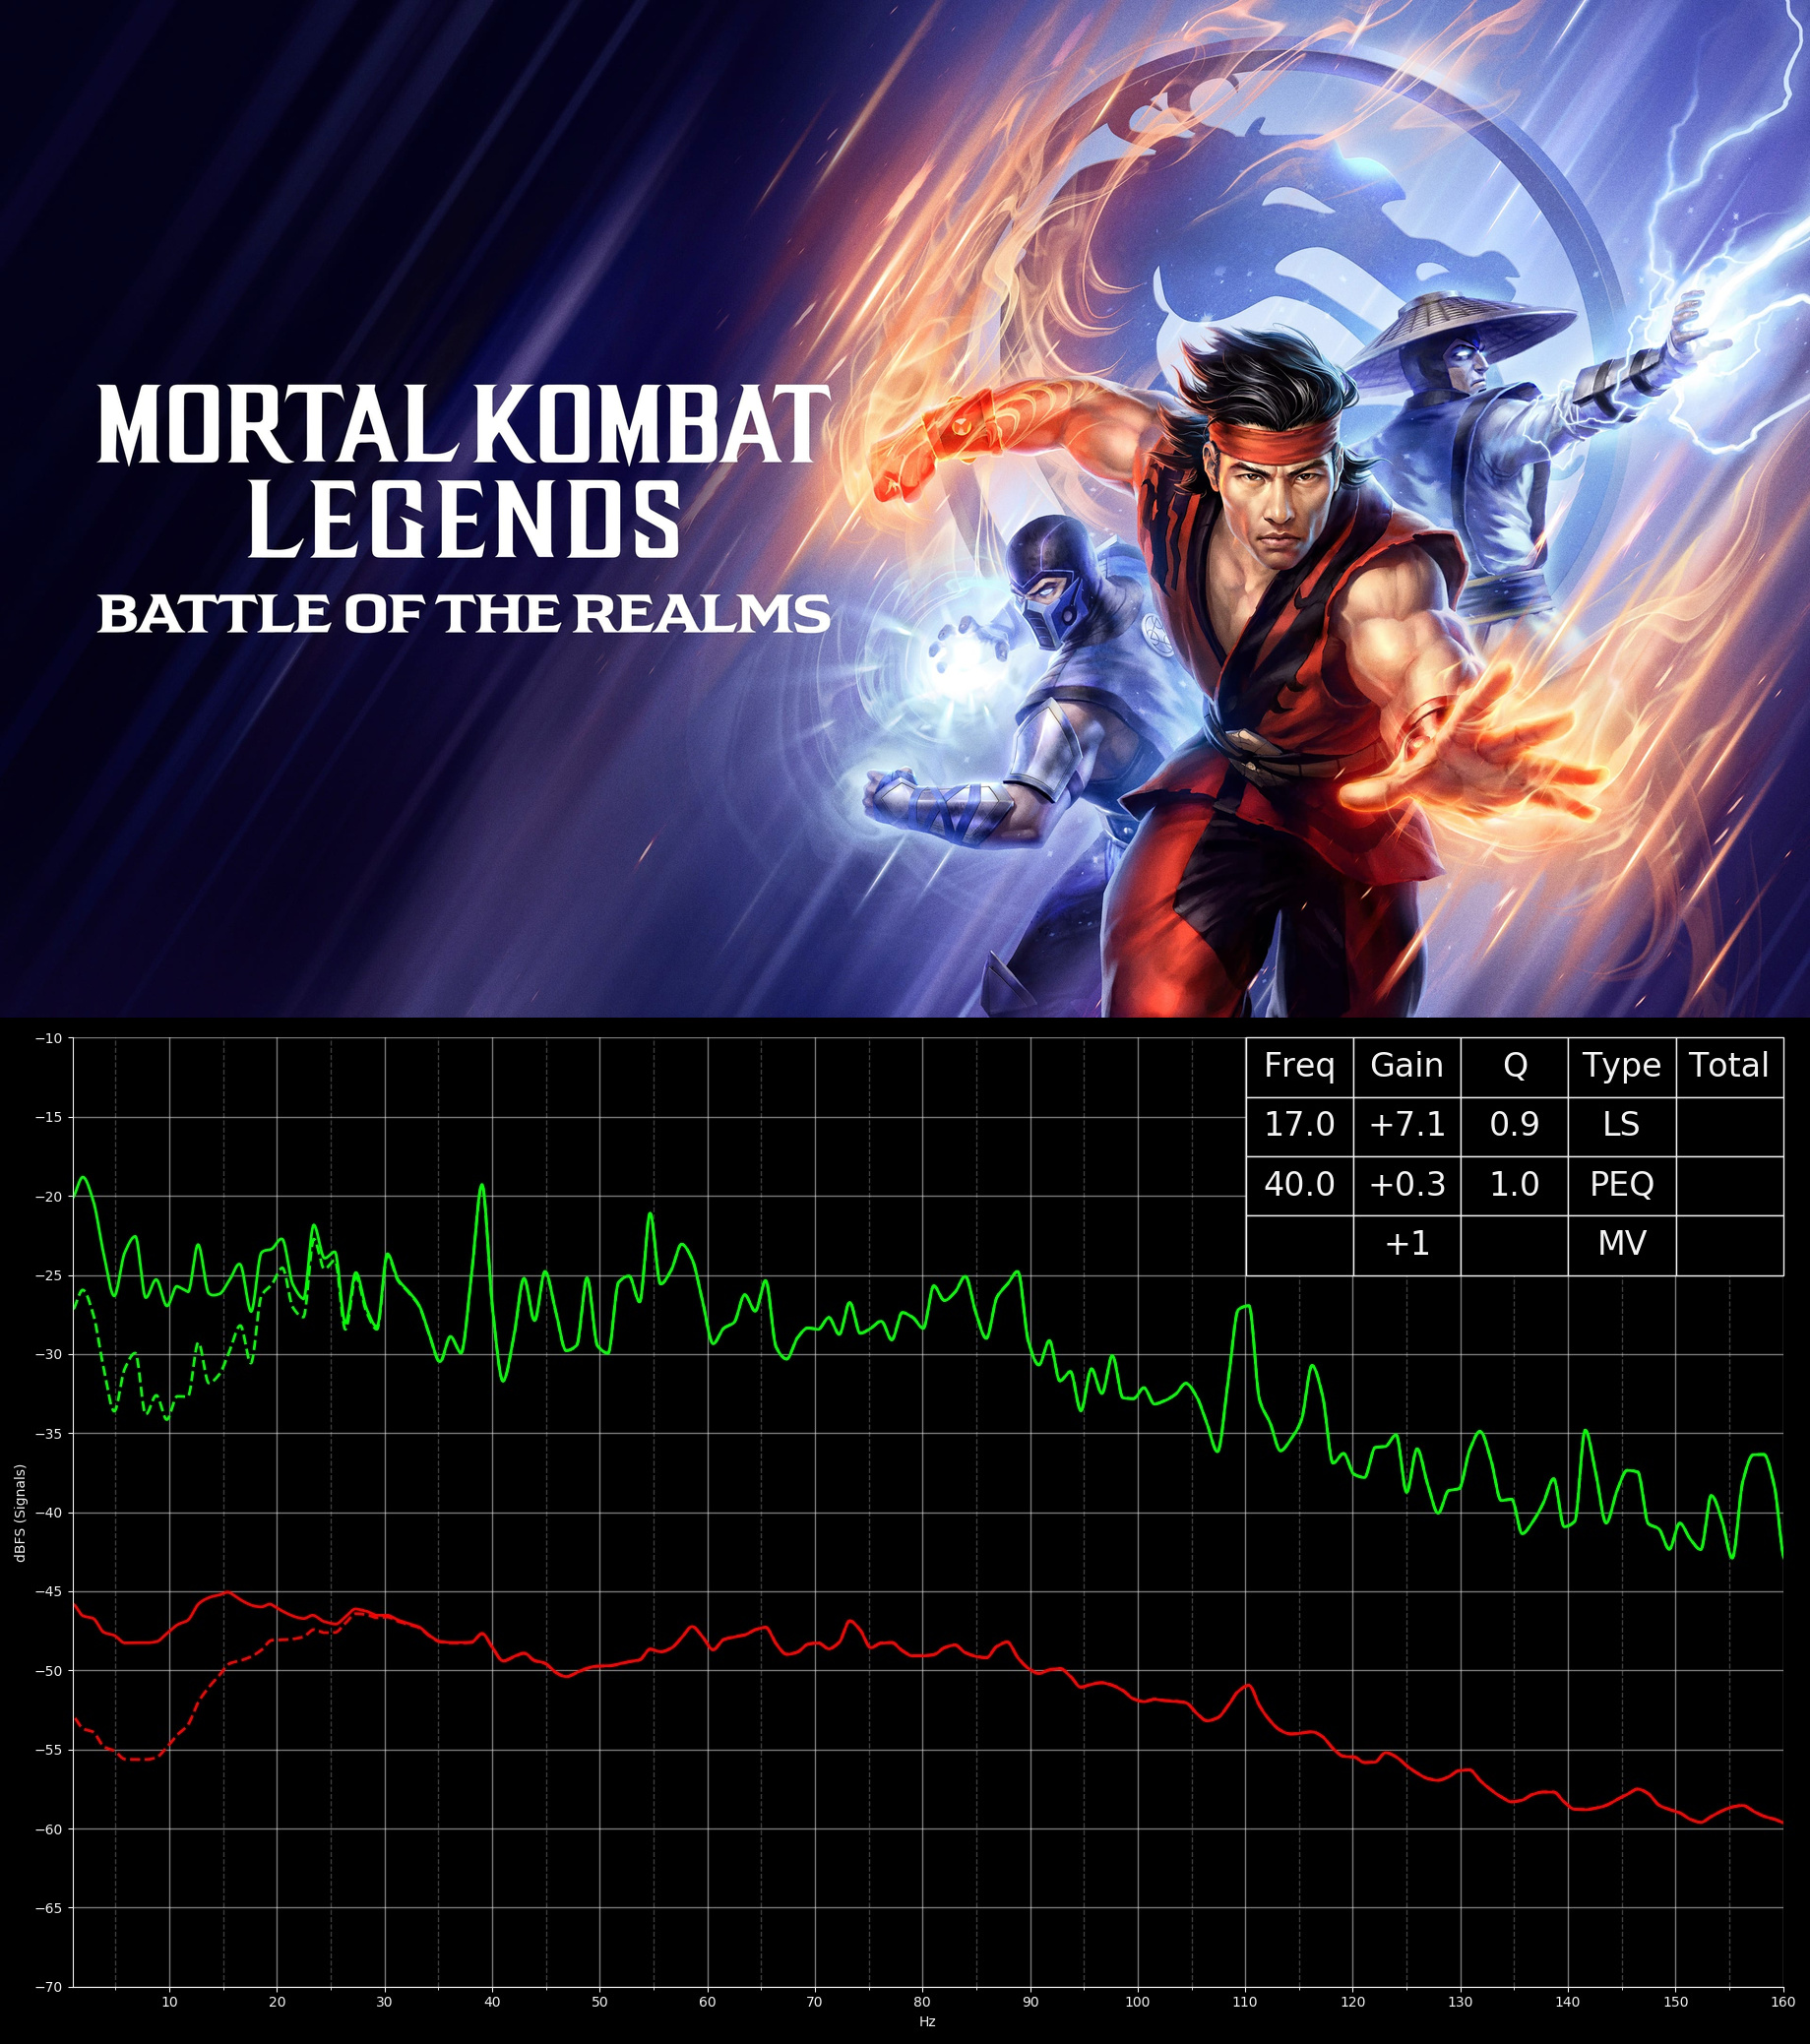 MORTAL KOMBAT
LEGENDS
BATTLE OF THE REALMS
Freq Gain Q Type Total
17.0 +7.1 0.9 LS
40.0 +0.3 1.0 PEQ
+1 MV
−10
−15
−20
−25
−30
−35
−40
−45
−50
−55
−60
−65
−70
dBFS (Signals)
10 20 30 40 50 60 70 80 90 100 110 120 130 140 150 160
Hz